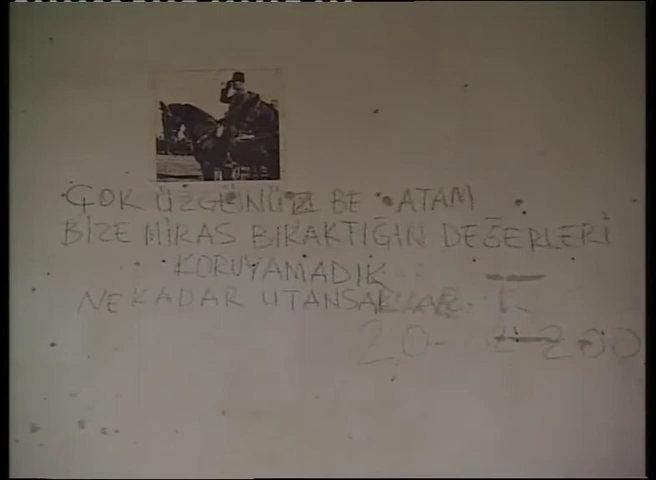 ÇOK ÜZGÜNÜZ BE ATAM
BİZE MİRAS BIRAKTIĞIN DEĞERLERİ
KORUYAMADIK
NE KADAR UTANSAK AZ.